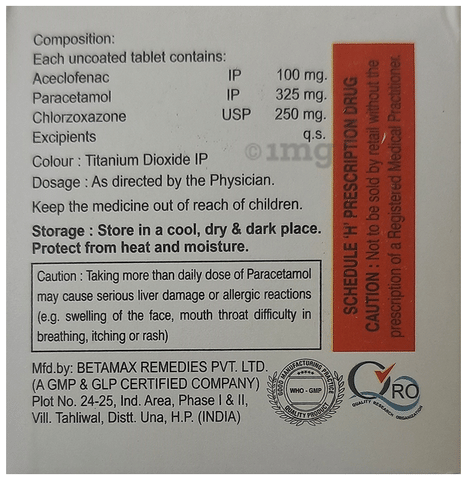 Composition:
Each uncoated tablet contains:
Aceclofenac IP 100 mg.
Paracetamol IP 325 mg.
Chlorzoxazone USP 250 mg.
Excipients q.s.
Colour : Titanium Dioxide IP
Dosage : As directed by the Physician.
Keep the medicine out of reach of children.
Storage : Store in a cool, dry & dark place.
Protect from heat and moisture.
Caution : Taking more than daily dose of Paracetamol
may cause serious liver damage or allergic reactions
(e.g. swelling of the face, mouth throat difficulty in
breathing, itching or rash)
Mfd.by: BETAMAX REMEDIES PVT. LTD.
(A GMP & GLP CERTIFIED COMPANY)
Plot No. 24-25, Ind. Area, Phase I & II,
Vill. Tahliwal, Distt. Una, H.P. (INDIA)
GOOD MANUFACTURING PRACTICE
WHO - GMP
QUALITY PRODUCT
QRO
QUALITY RESEARCH ORGANIZATION
SCHEDULE 'H' PRESCRIPTION DRUG
CAUTION : Not to be sold by retail without the
prescription of a Registered Medical Practitioner.
© 1mg